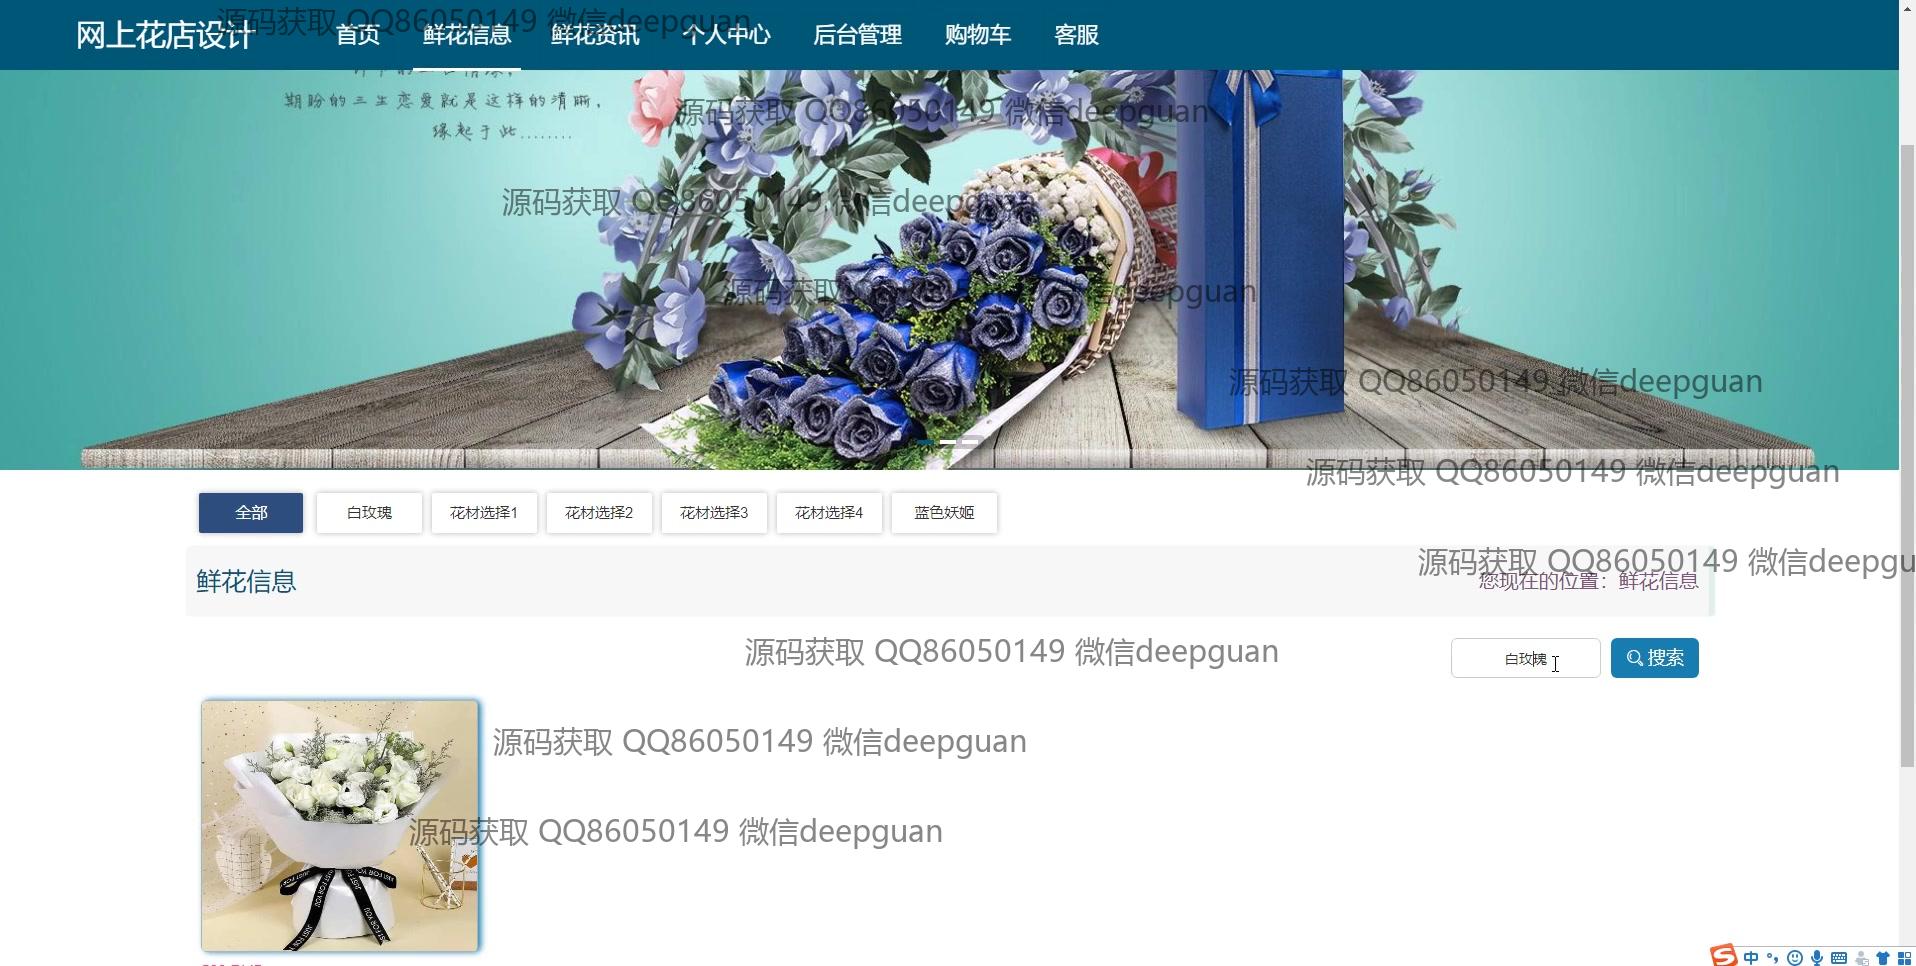 网上花店设计 首页 鲜花信息 鲜花资讯 个人中心 后台管理 购物车 客服
源码获取 QQ86050149 微信deepguan
期盼的三生恋爱就是这样的清晰，
源码获取 QQ86050149 微信deepguan
缘起于此........
源码获取 QQ86050149 微信deepguan
源码获取 deepguan
源码获取 QQ86050149 微信deepguan
源码获取 QQ86050149 微信deepguan
全部 白玫瑰 花材选择1 花材选择2 花材选择3 花材选择4 蓝色妖姬
源码获取 QQ86050149 微信deepgu
鲜花信息 您现在的位置：鲜花信息
源码获取 QQ86050149 微信deepguan
白玫瑰 搜索
源码获取 QQ86050149 微信deepguan
源码获取 QQ86050149 微信deepguan
JUST FOR YOU
中